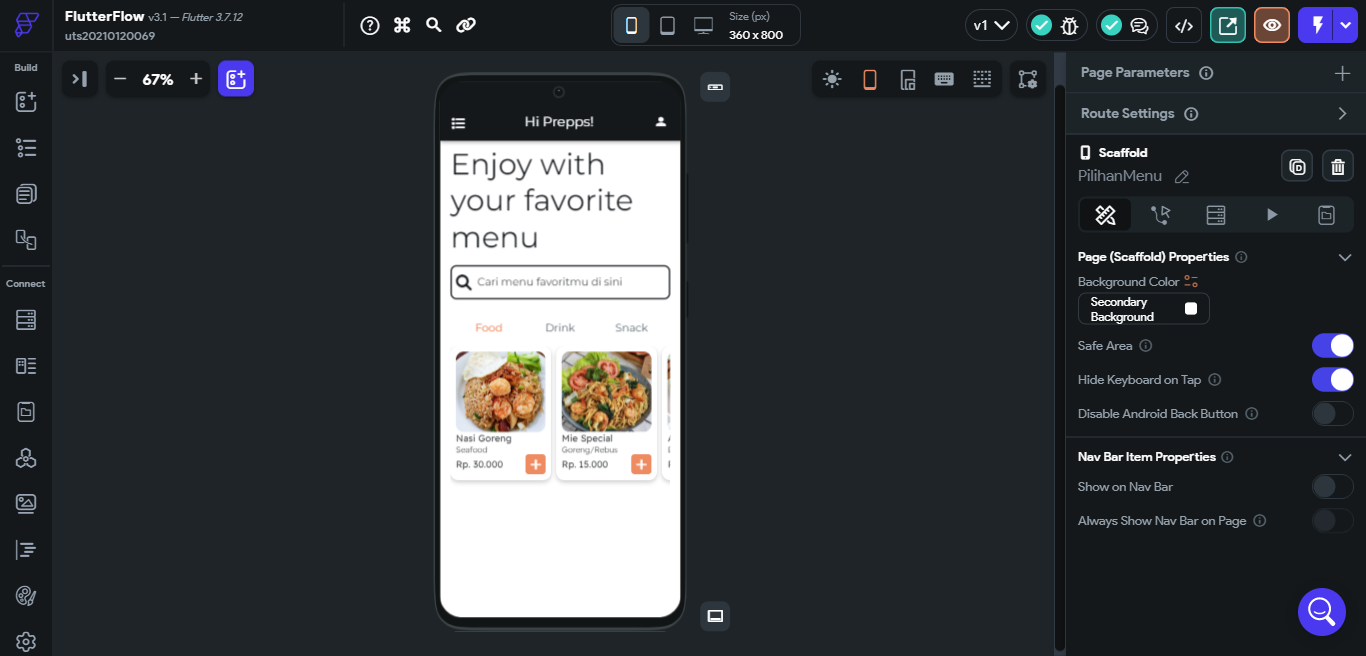 FlutterFlow v3.1 — Flutter 3.7.12
uts20210120069
Size (px)
360 x 800
v1
Build
Connect
67%
Hi Prepps!
Enjoy with
your favorite
menu
Cari menu favoritmu di sini
Food Drink Snack
Nasi Goreng
Seafood
Rp. 30.000
Mie Special
Goreng/Rebus
Rp. 15.000
Page Parameters
Route Settings
Scaffold
PilihanMenu
Page (Scaffold) Properties
Background Color
Secondary
Background
Safe Area
Hide Keyboard on Tap
Disable Android Back Button
Nav Bar Item Properties
Show on Nav Bar
Always Show Nav Bar on Page